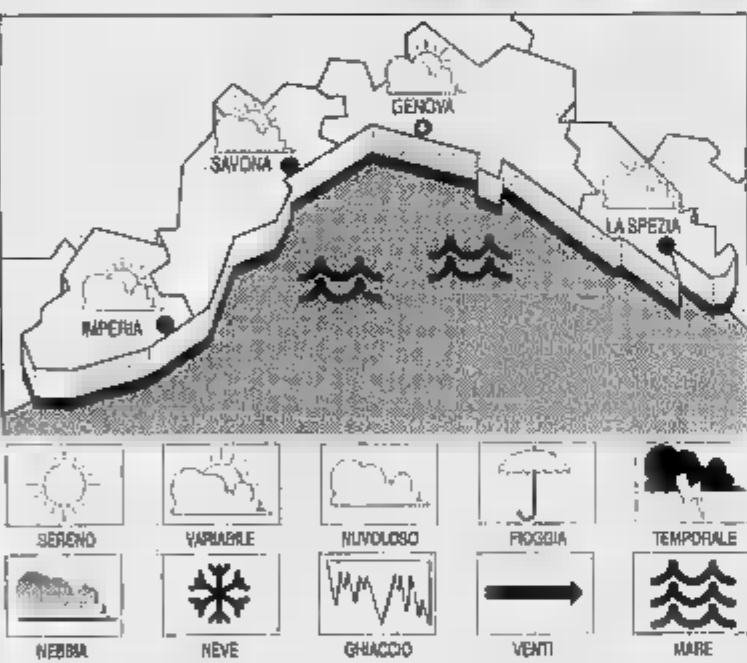 GENOVA
SAVONA
LA SPEZIA
IMPERIA
SERENO VARIABILE NUVOLOSO PIOGGIA TEMPORALE
NEBBIA NEVE GHIACCIO VENTI MARE